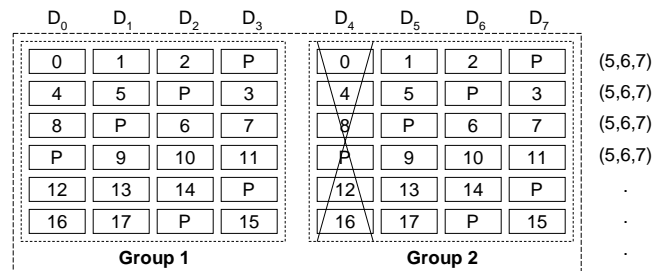 D0 D1 D2 D3 D4 D5 D6 D7
0 1 2 P 0 1 2 P (5,6,7)
4 5 P 3 4 5 P 3 (5,6,7)
8 P 6 7 8 P 6 7 (5,6,7)
P 9 10 11 P 9 10 11 (5,6,7)
12 13 14 P 12 13 14 P .
16 17 P 15 16 17 P 15 .
Group 1 Group 2 .